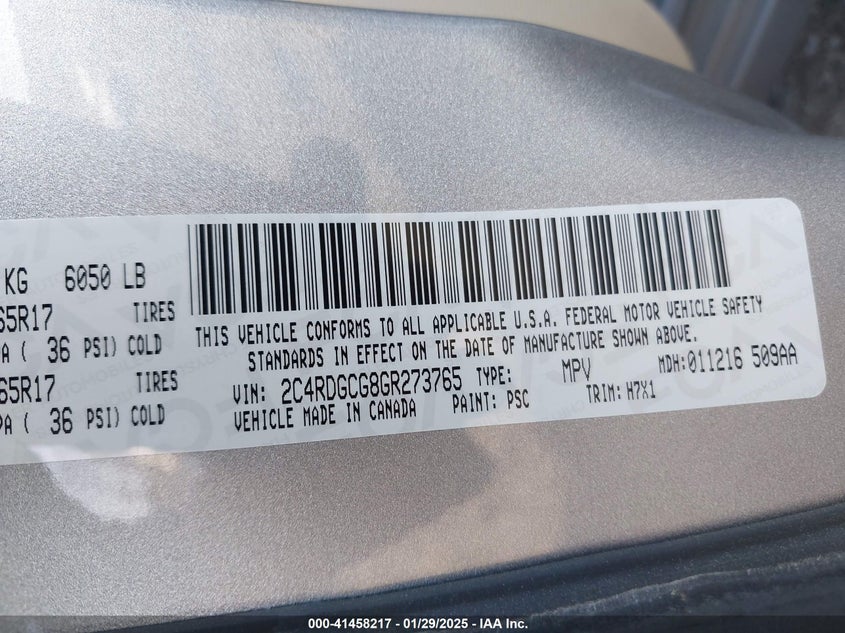 KG 6050 LB
65R17 TIRES
A ( 36 PSI) COLD
65R17 TIRES
PA ( 36 PSI) COLD
THIS VEHICLE CONFORMS TO ALL APPLICABLE U.S.A. FEDERAL MOTOR VEHICLE SAFETY
STANDARDS IN EFFECT ON THE DATE OF MANUFACTURE SHOWN ABOVE.
VIN: 2C4RDGCG8GR273765 TYPE: MPV MDH:011216 509AA
VEHICLE MADE IN CANADA PAINT: PSC TRIM: H7X1
000-41458217 - 01/29/2025 - IAA Inc.